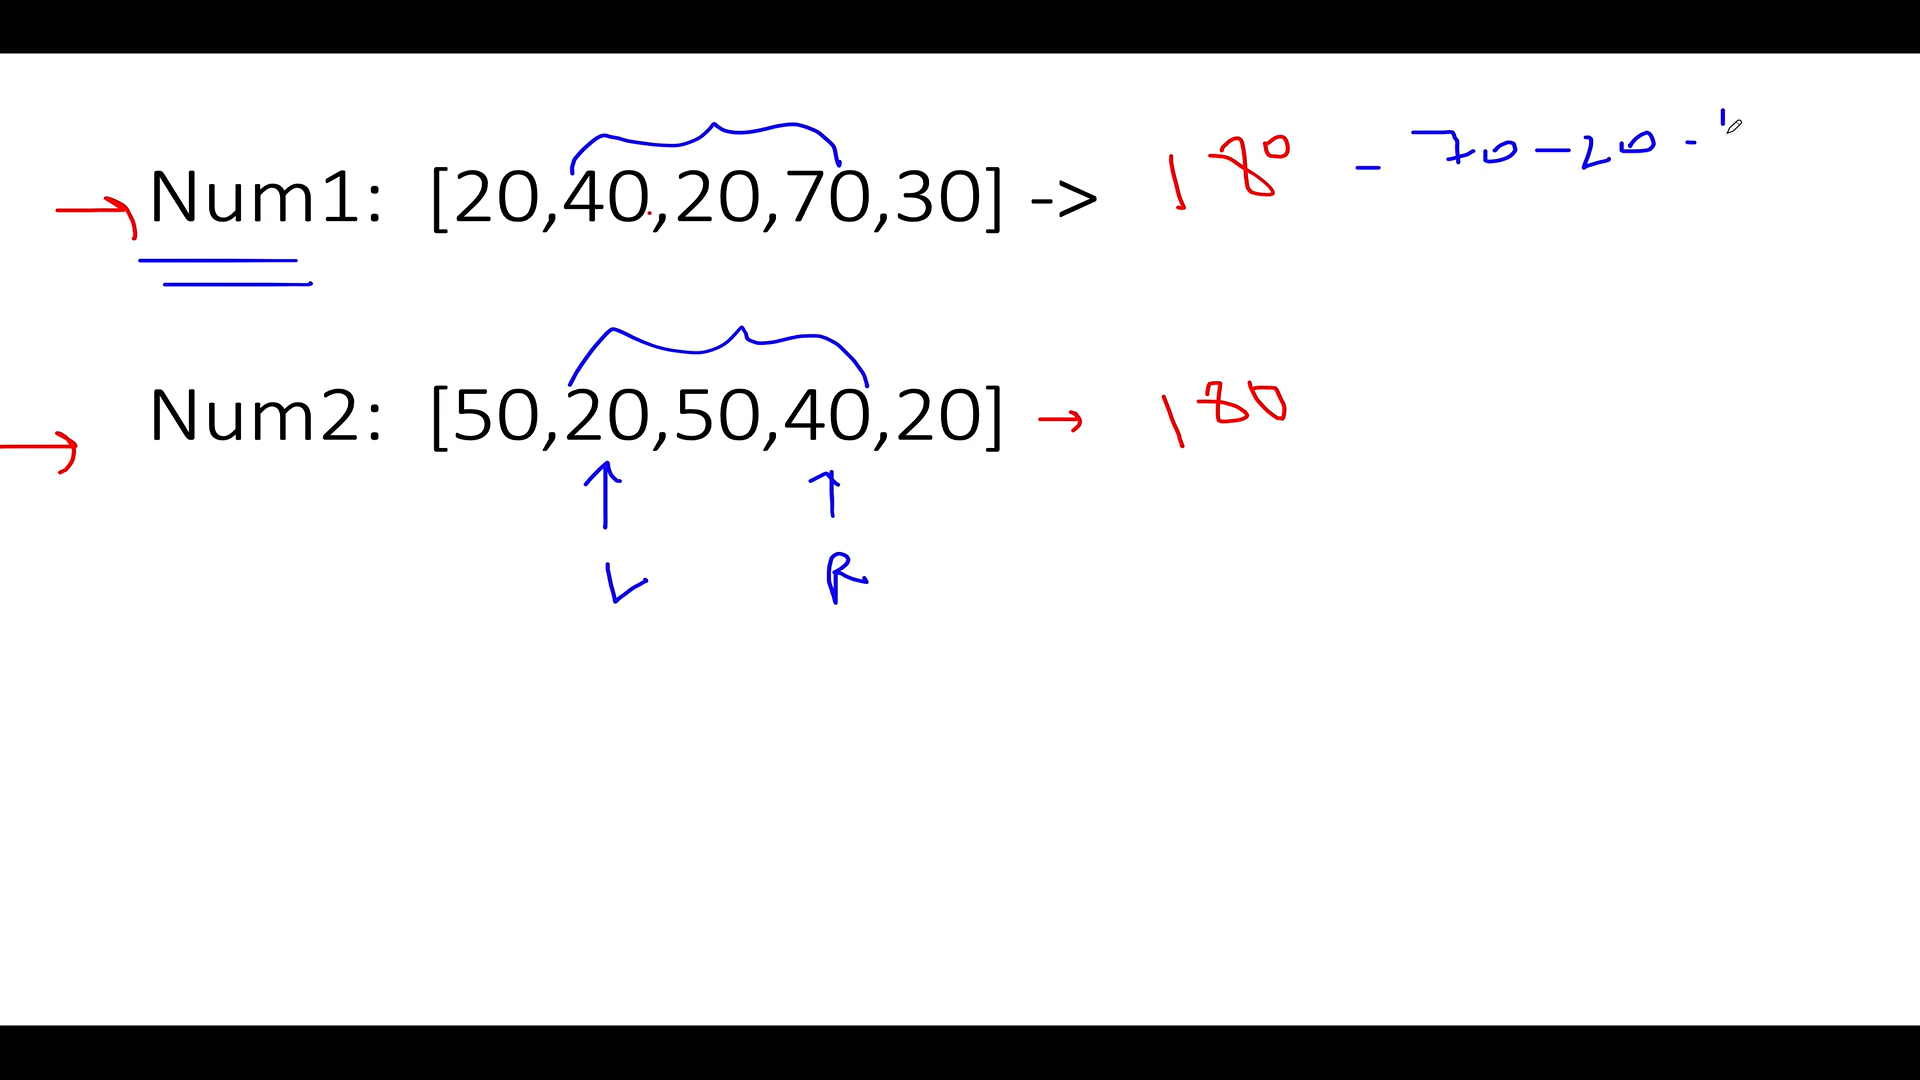 Num1: [20,40,20,70,30] -> 180 - 70 - 20 -
Num2: [50,20,50,40,20] → 180
L R